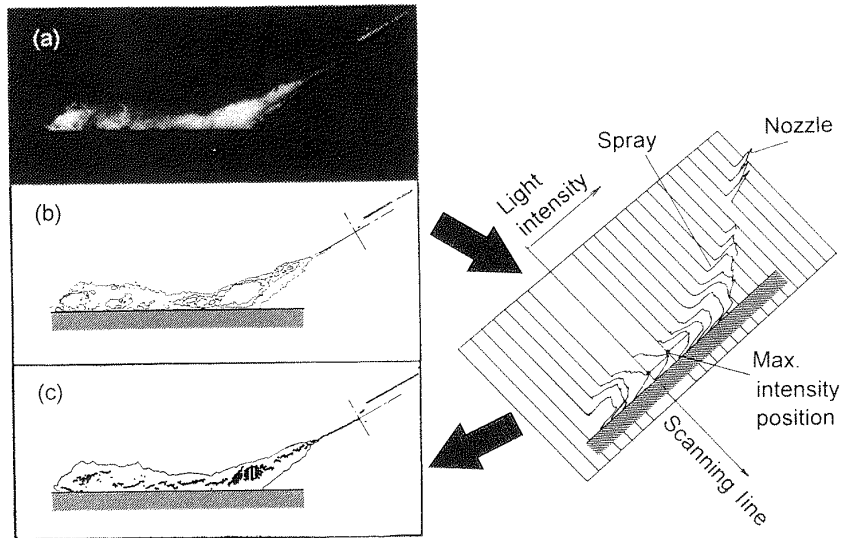 (a)
(b)
(c)
Nozzle
Spray
Light
intensity
Max.
intensity
position
Scanning line